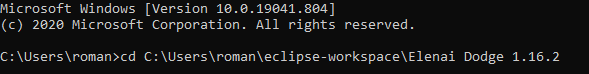 Microsoft Windows [Version 10.0.19041.804]
(c) 2020 Microsoft Corporation. All rights reserved.
C:\Users\roman>cd C:\Users\roman\eclipse-workspace\Elenai Dodge 1.16.2